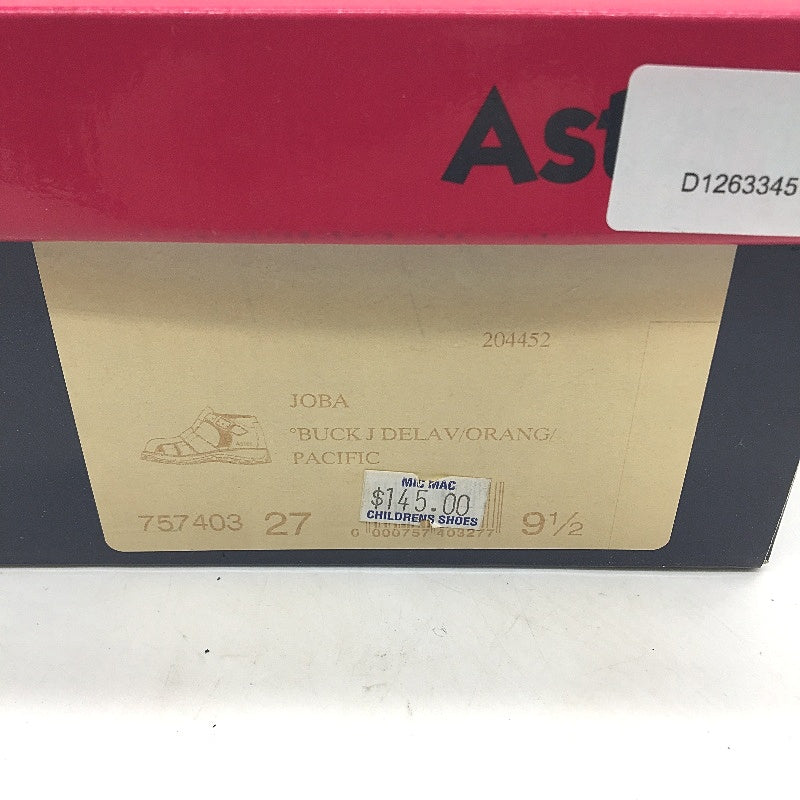 Ast
D1263345
204452
JOBA
°BUCK J DELAV/ORANG/
PACIFIC
MIC MAC
$145.00
CHILDRENS SHOES
757403 27 9½
0 000757 403277